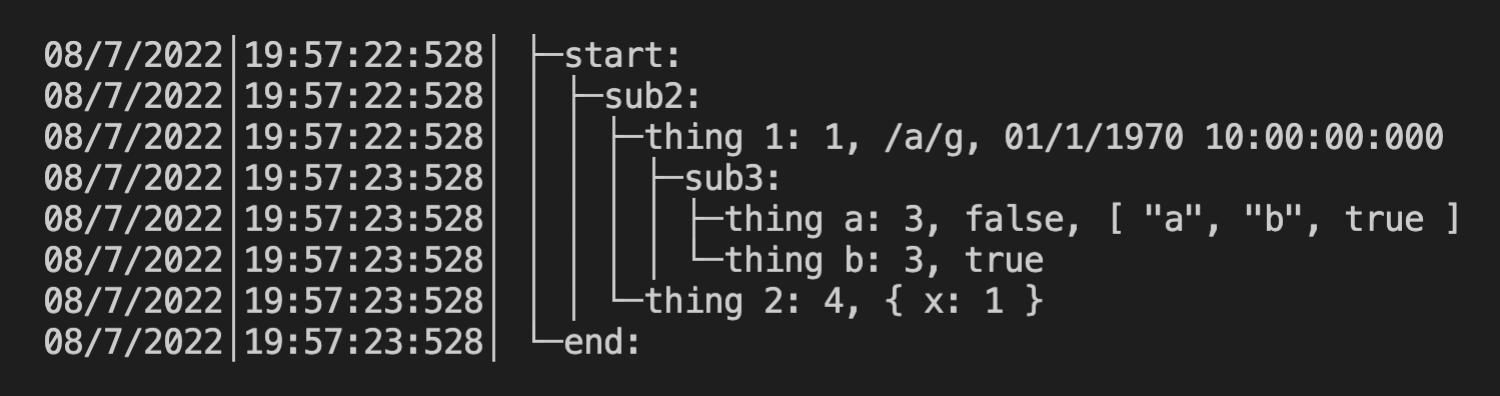 08/7/2022│19:57:22:528│ ├─start:
08/7/2022│19:57:22:528│ │ ├─sub2:
08/7/2022│19:57:22:528│ │ │ ├─thing 1: 1, /a/g, 01/1/1970 10:00:00:000
08/7/2022│19:57:23:528│ │ │ │ ├─sub3:
08/7/2022│19:57:23:528│ │ │ │ │ ├─thing a: 3, false, [ "a", "b", true ]
08/7/2022│19:57:23:528│ │ │ │ │ └─thing b: 3, true
08/7/2022│19:57:23:528│ │ │ └─thing 2: 4, { x: 1 }
08/7/2022│19:57:23:528│ └─end: